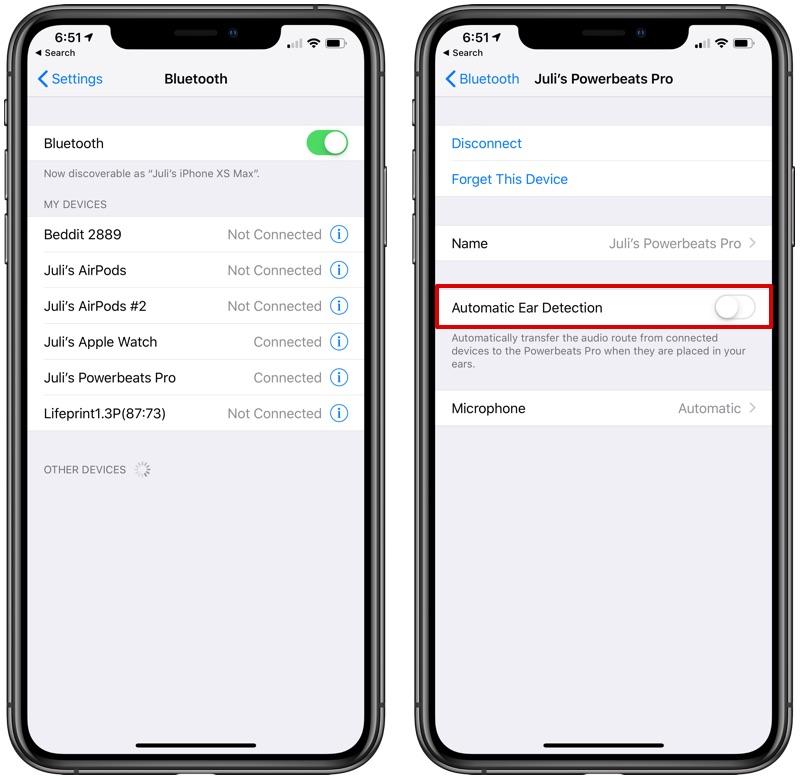 6:51
Search
Settings
Bluetooth
Bluetooth
Now discoverable as “Juli’s iPhone XS Max”.
MY DEVICES
Beddit 2889 Not Connected
Juli’s AirPods Not Connected
Juli’s AirPods #2 Not Connected
Juli’s Apple Watch Connected
Juli’s Powerbeats Pro Connected
Lifeprint1.3P(87:73) Not Connected
OTHER DEVICES
6:51
Search
Bluetooth
Juli’s Powerbeats Pro
Disconnect
Forget This Device
Name Juli’s Powerbeats Pro
Automatic Ear Detection
Automatically transfer the audio route from connected
devices to the Powerbeats Pro when they are placed in your
ears.
Microphone Automatic